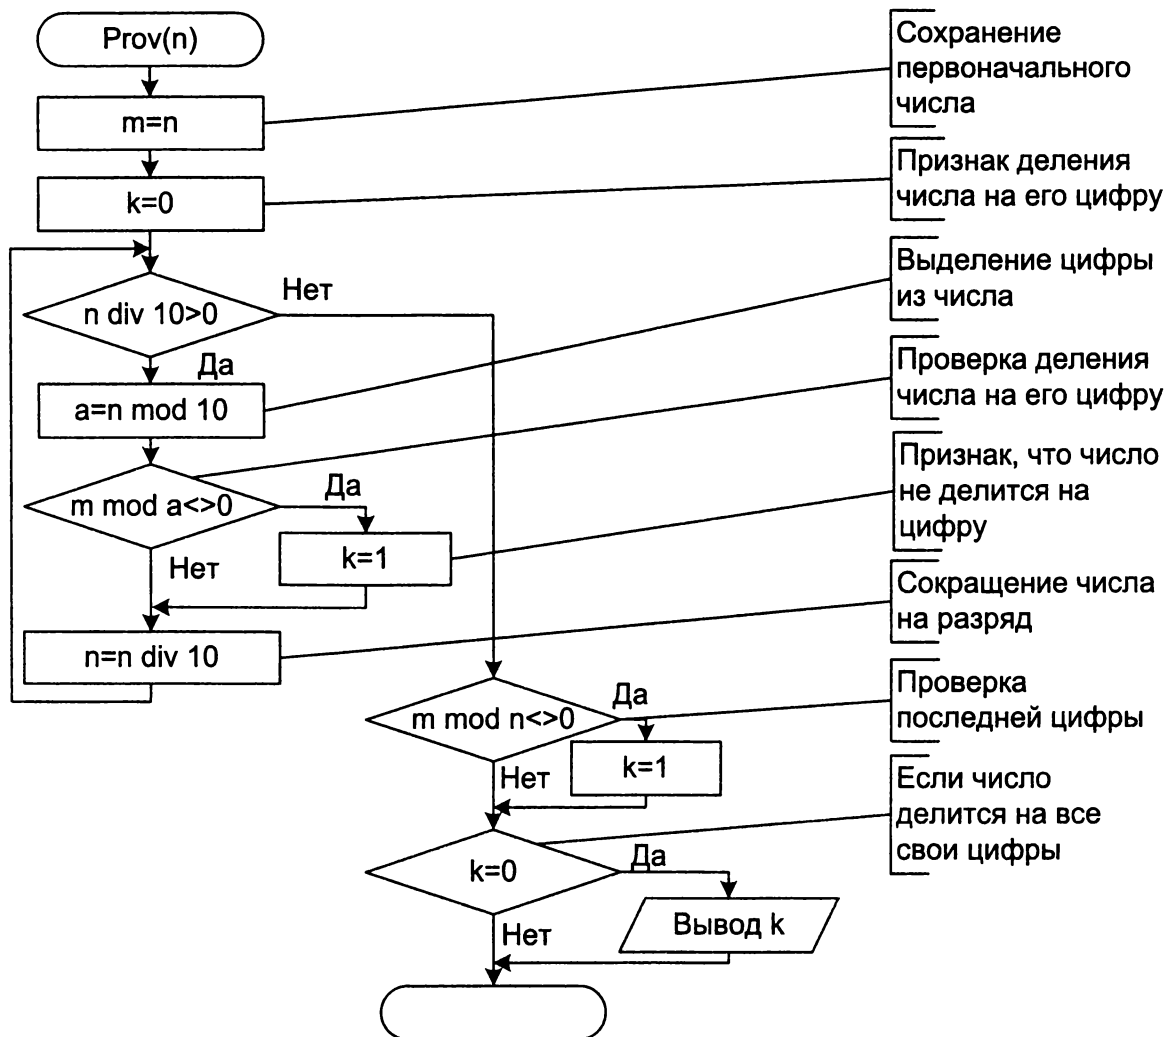 Prov(n)
Сохранение
первоначального
числа
m=n
Признак деления
числа на его цифру
k=0
Выделение цифры
из числа
Нет
n div 10>0
Да
Проверка деления
числа на его цифру
a=n mod 10
Признак, что число
не делится на
цифру
Да
m mod a<>0
k=1
Нет
Сокращение числа
на разряд
n=n div 10
Проверка
последней цифры
Да
m mod n<>0
k=1
Нет
Если число
делится на все
свои цифры
Да
k=0
Вывод k
Нет